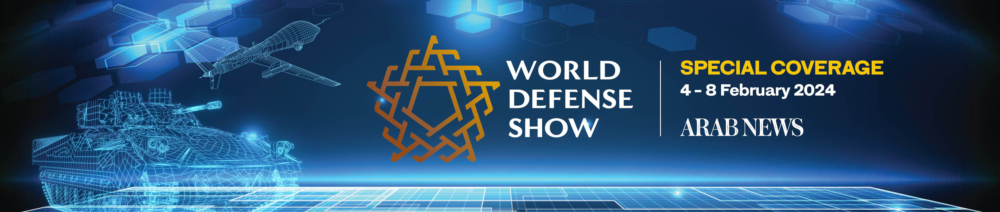 WORLD
DEFENSE
SHOW
SPECIAL COVERAGE
4 - 8 February 2024
ARAB NEWS